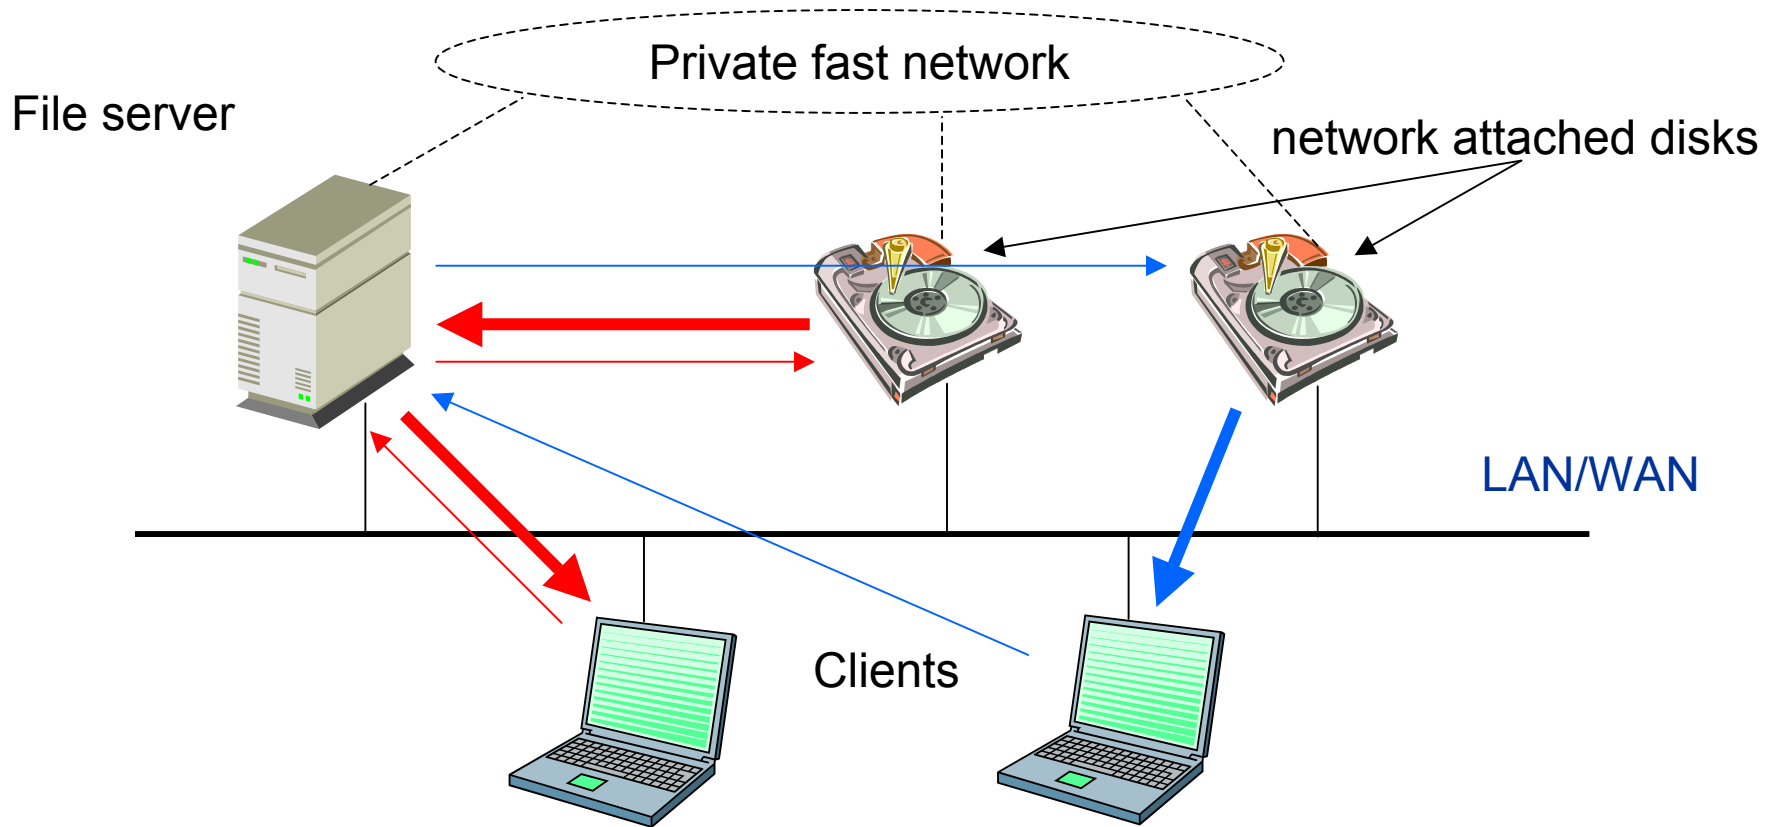 Private fast network
File server
network attached disks
LAN/WAN
Clients